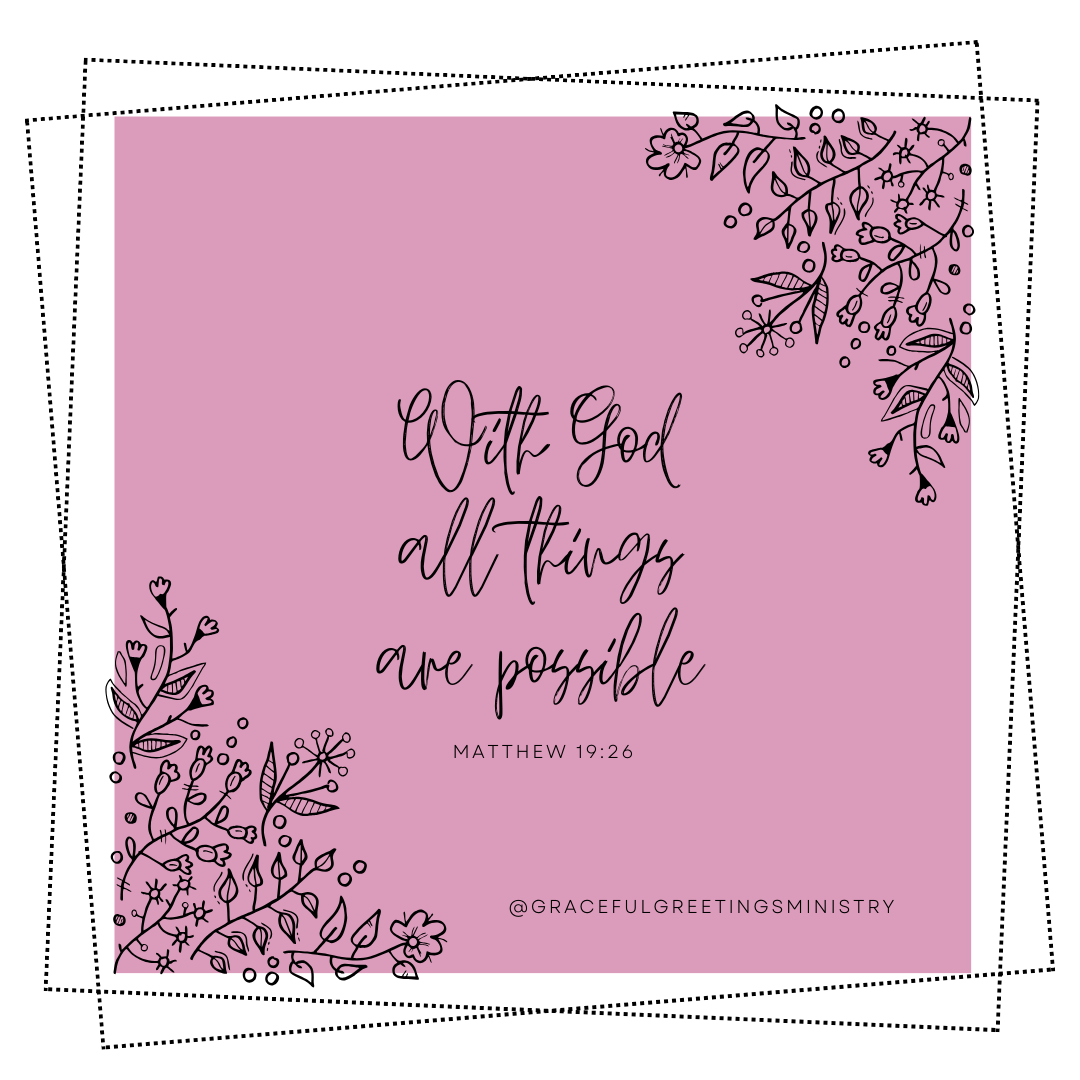 With God
all things
are possible
MATTHEW 19:26
@GRACEFULGREETINGSMINISTRY